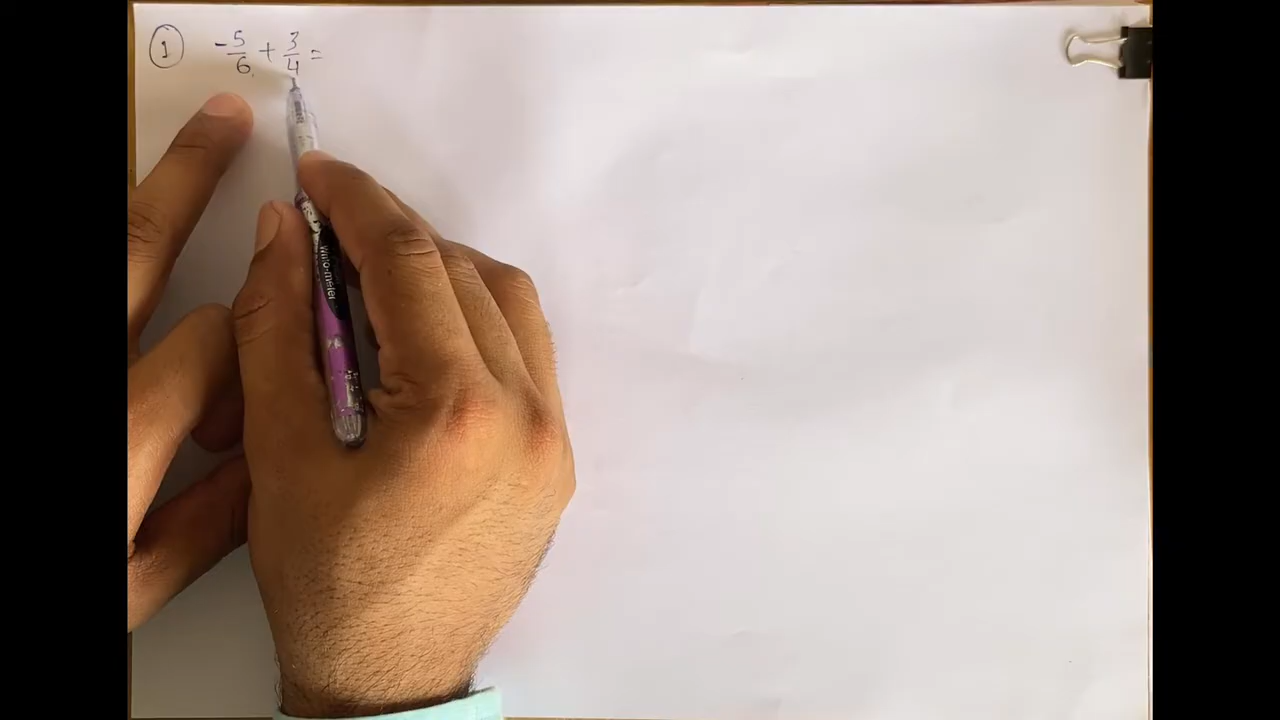 ① -5/6 + 3/4 =